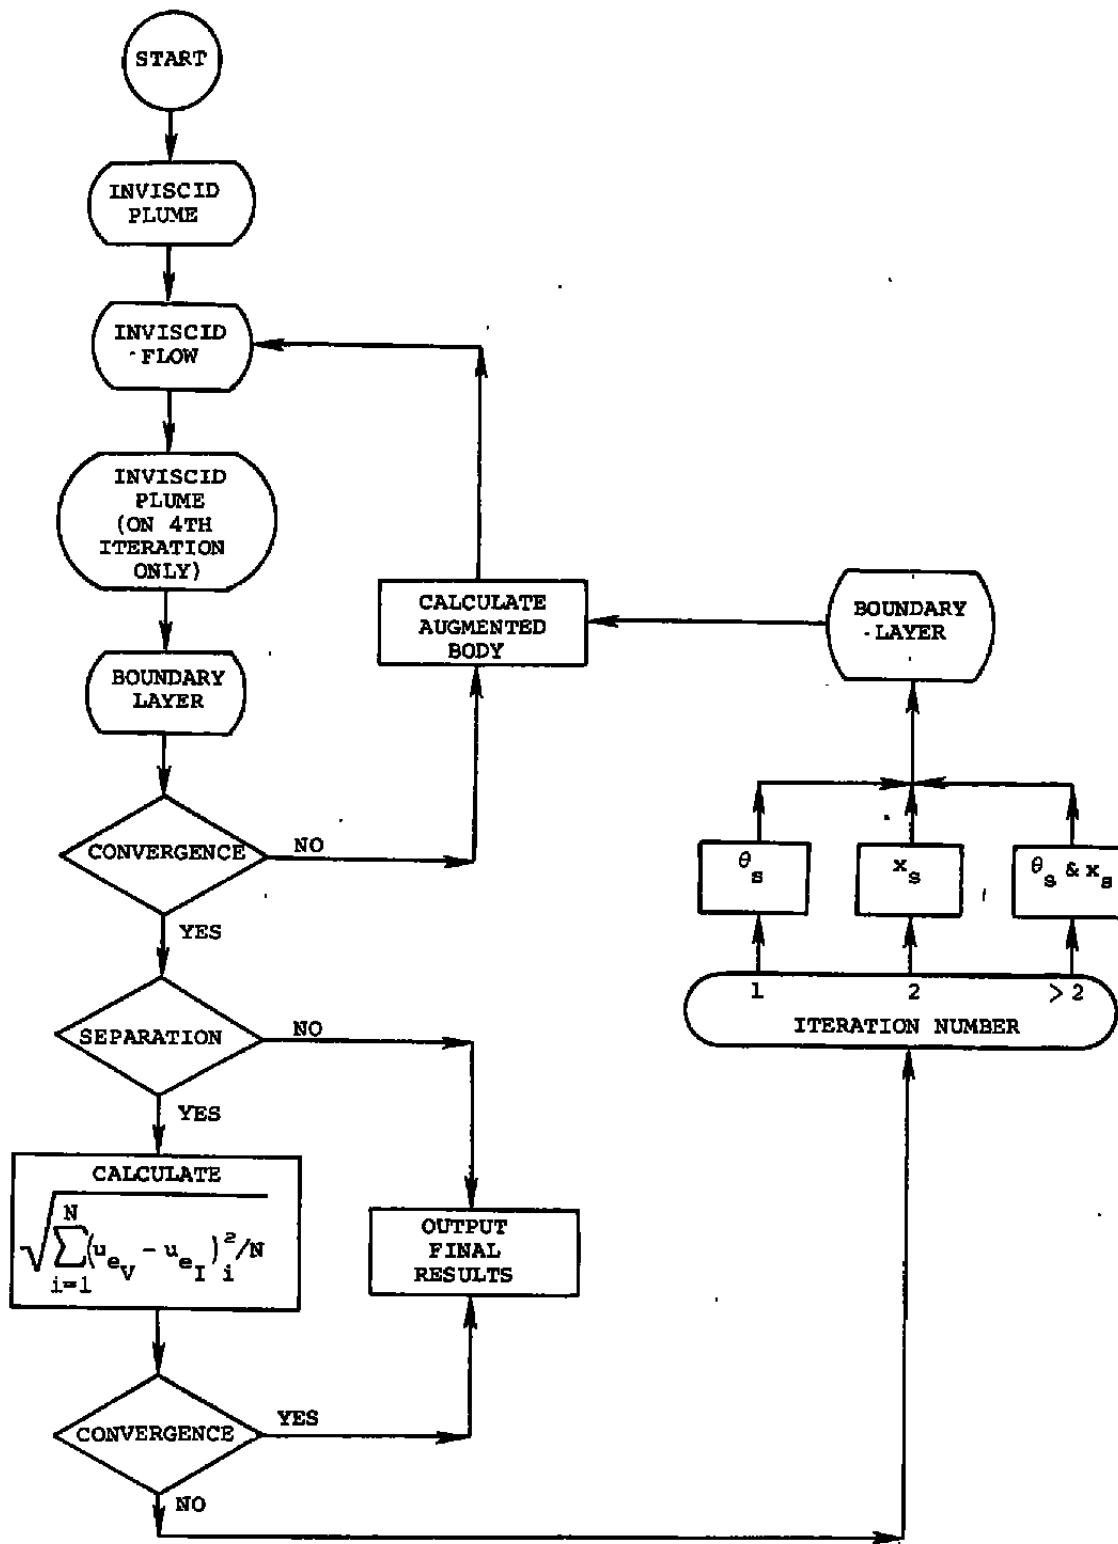 START
INVISCID
PLUME
INVISCID
FLOW
INVISCID
PLUME
(ON 4TH
ITERATION
ONLY)
BOUNDARY
LAYER
CONVERGENCE
NO
YES
CALCULATE
AUGMENTED
BODY
BOUNDARY
LAYER
θ_s
x_s
θ_s & x_s
1 2 > 2
ITERATION NUMBER
SEPARATION
NO
YES
CALCULATE
√(∑_{i=1}^{N} (u_{e_V} - u_{e_I})_i^2/N)
OUTPUT
FINAL
RESULTS
CONVERGENCE
YES
NO